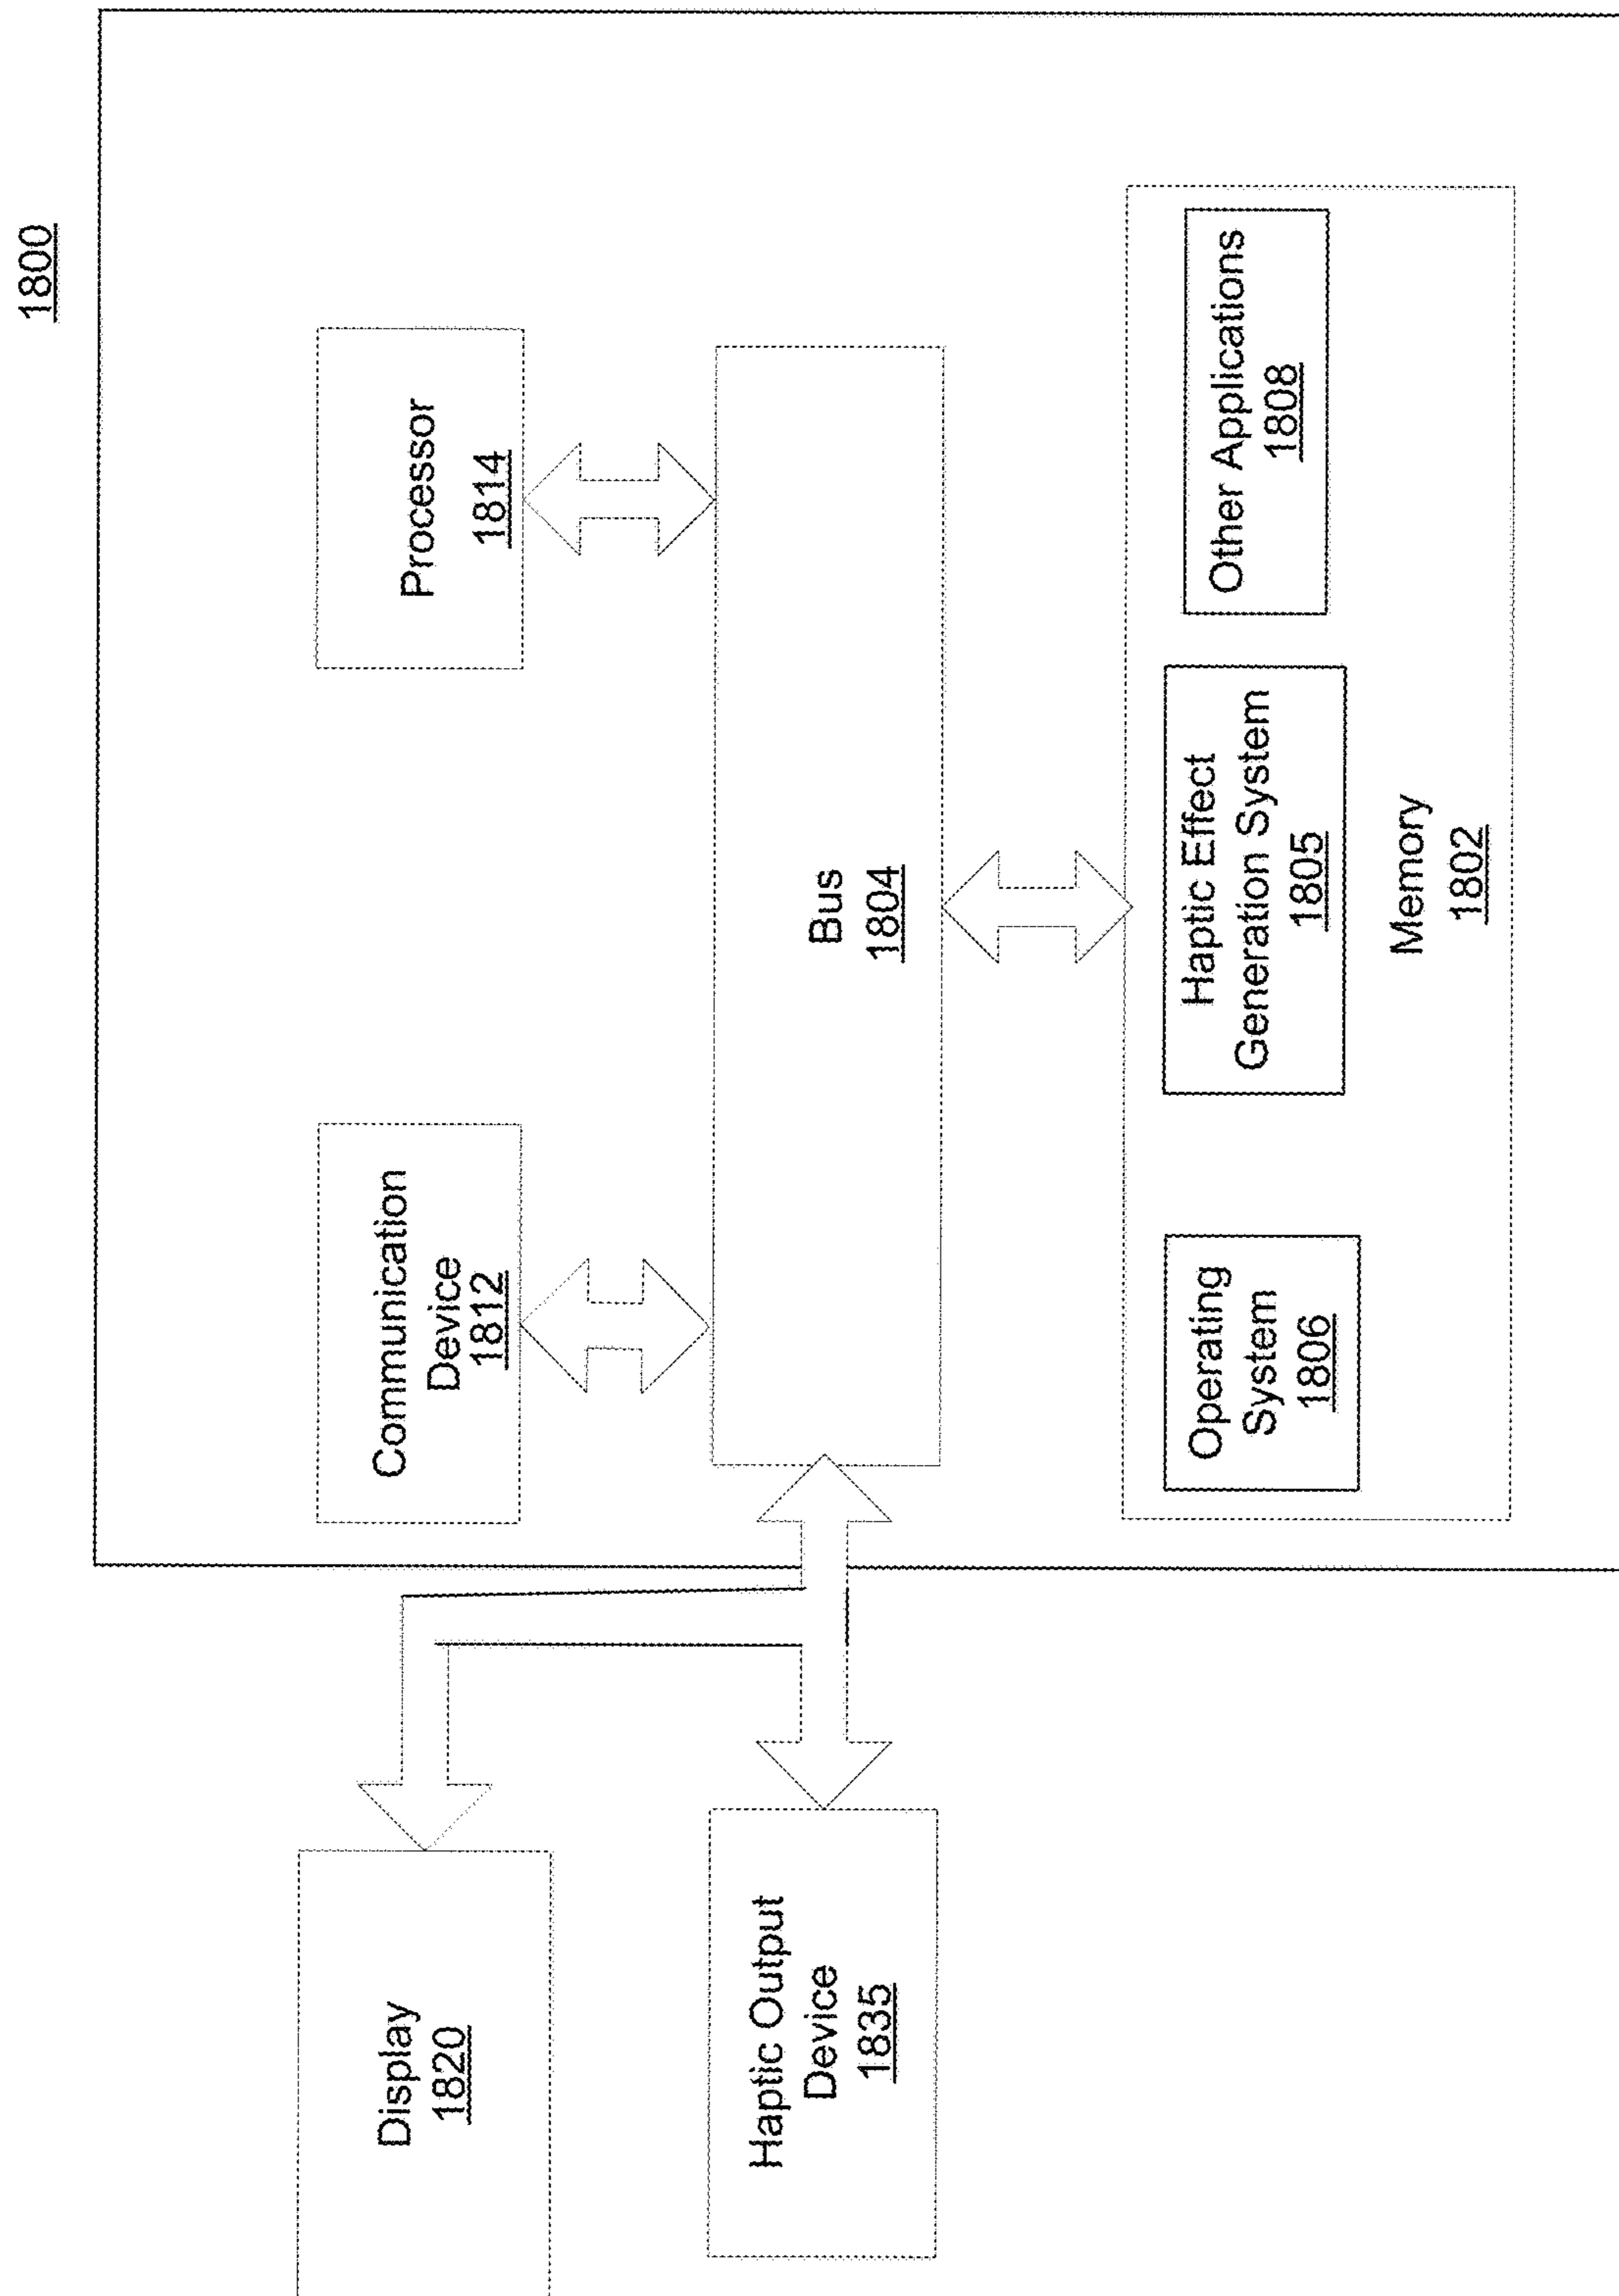 1800
Display
1820
Communication
Device
1812
Processor
1814
Haptic Output
Device
1835
Bus
1804
Operating
System
1806
Haptic Effect
Generation System
1805
Other Applications
1808
Memory
1802